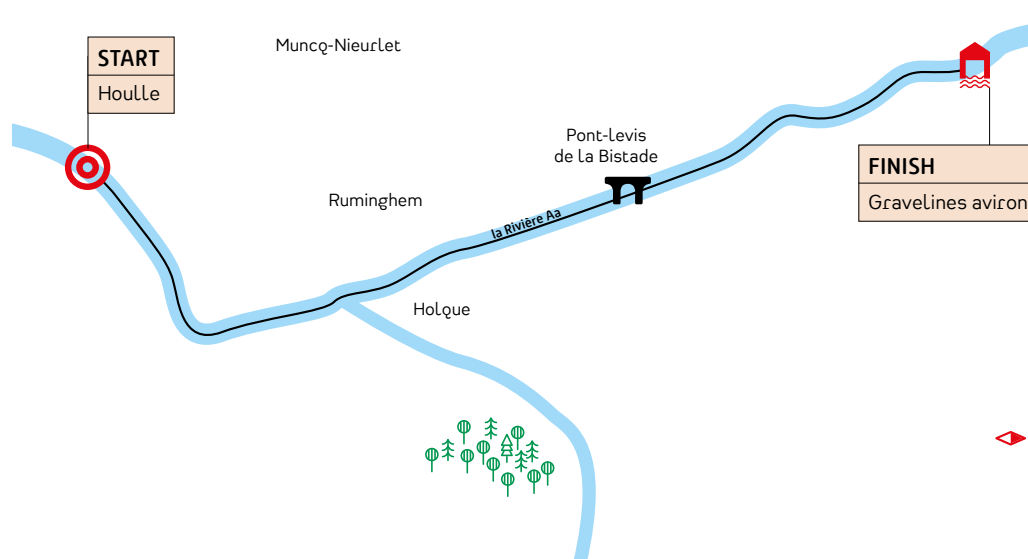 START
Houlle
Muncq-Nieurlet
Pont-levis
de la Bistade
FINISH
Gravelines aviron
Ruminghem
la Rivière Aa
Holque